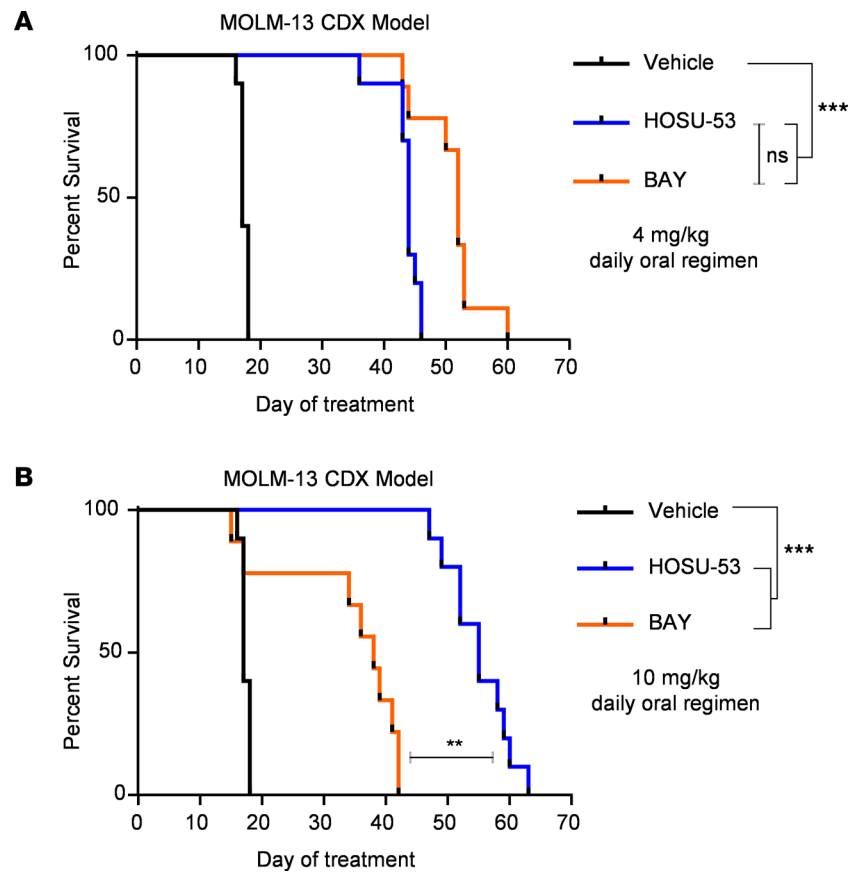 A
MOLM-13 CDX Model
100
50
0
Percent Survival
0 10 20 30 40 50 60 70
Day of treatment
Vehicle
HOSU-53
BAY
ns
***
4 mg/kg
daily oral regimen
B
MOLM-13 CDX Model
100
50
0
Percent Survival
**
0 10 20 30 40 50 60 70
Day of treatment
Vehicle
HOSU-53
BAY
***
10 mg/kg
daily oral regimen